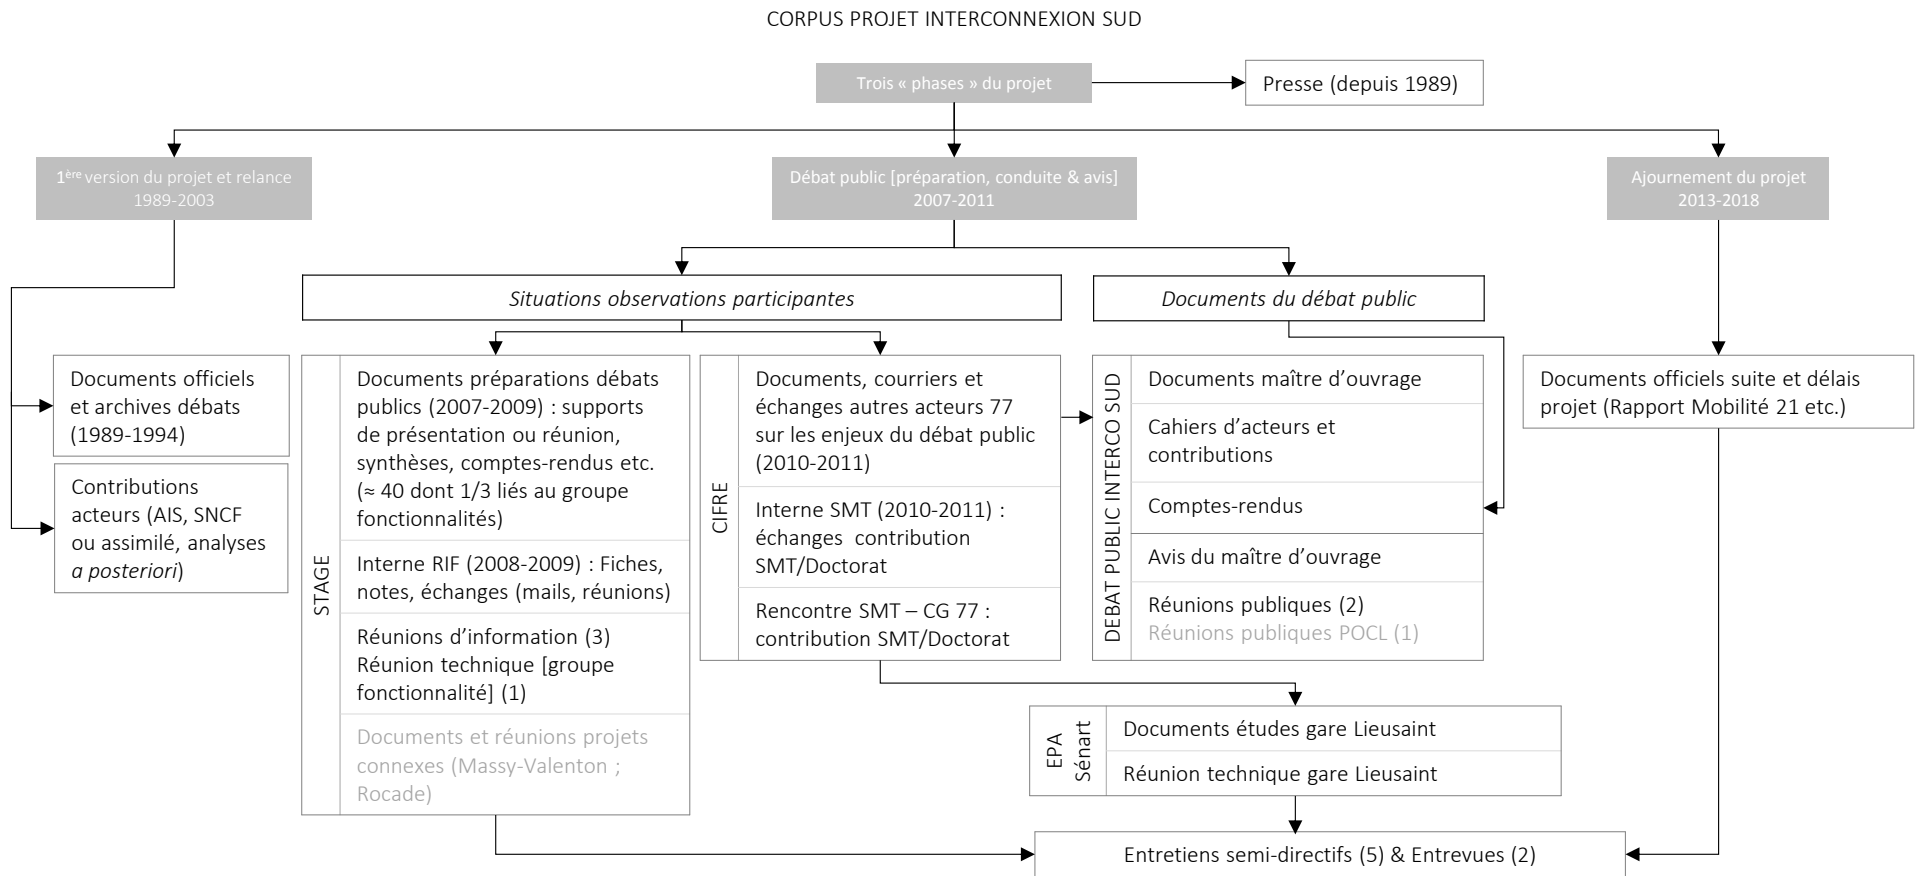 CORPUS PROJET INTERCONNEXION SUD
Trois « phases » du projet
Presse (depuis 1989)
1ère version du projet et relance
1989-2003
Débat public [préparation, conduite & avis]
2007-2011
Ajournement du projet
2013-2018
Situations observations participantes
Documents du débat public
Documents officiels
et archives débats
(1989-1994)
Contributions
acteurs (AIS, SNCF
ou assimilé, analyses
a posteriori)
STAGE
Documents préparations débats
publics (2007-2009) : supports
de présentation ou réunion,
synthèses, comptes-rendus etc.
(≈ 40 dont 1/3 liés au groupe
fonctionnalités)
Interne RIF (2008-2009) : Fiches,
notes, échanges (mails, réunions)
Réunions d’information (3)
Réunion technique [groupe
fonctionnalité] (1)
Documents et réunions projets
connexes (Massy-Valenton ;
Rocade)
CIFRE
Documents, courriers et
échanges autres acteurs 77
sur les enjeux du débat public
(2010-2011)
Interne SMT (2010-2011) :
échanges contribution
SMT/Doctorat
Rencontre SMT – CG 77 :
contribution SMT/Doctorat
DEBAT PUBLIC INTERCO SUD
Documents maître d’ouvrage
Cahiers d’acteurs et
contributions
Comptes-rendus
Avis du maître d’ouvrage
Réunions publiques (2)
Réunions publiques POCL (1)
Documents officiels suite et délais
projet (Rapport Mobilité 21 etc.)
EPA
Sénart
Documents études gare Lieusaint
Réunion technique gare Lieusaint
Entretiens semi-directifs (5) & Entrevues (2)